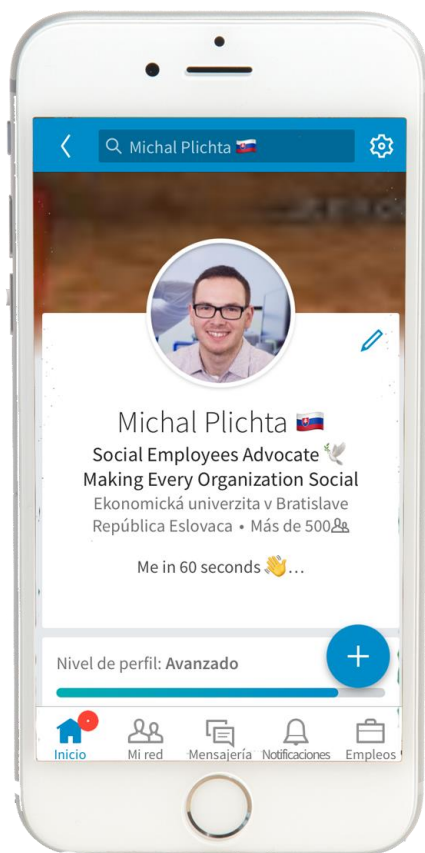 Michal Plichta 🇸🇰
Michal Plichta 🇸🇰
Social Employees Advocate 🕊️
Making Every Organization Social
Ekonomická univerzita v Bratislave
República Eslovaca • Más de 500
Me in 60 seconds 👋…
Nivel de perfil: Avanzado
Inicio Mi red Mensajería Notificaciones Empleos